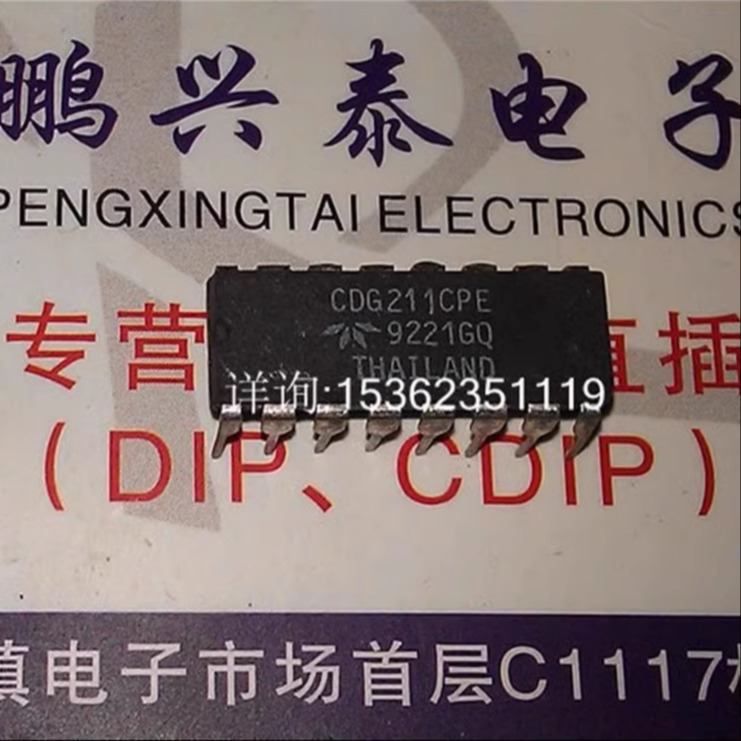 鹏兴泰电子
PENGXINGTAI ELECTRONICS
CDG211CPE
9221GQ
THAILAND
专营 直插
详询:15362351119
(DIP、CDIP)
电子市场首层C1117